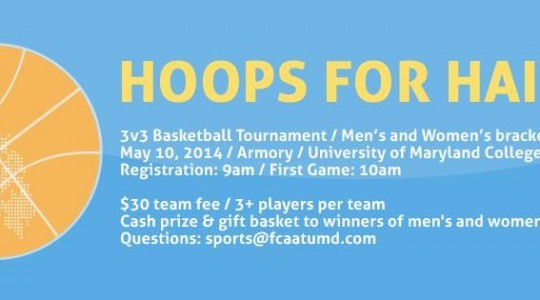 HOOPS FOR HAI
3v3 Basketball Tournament / Men's and Women's bracke
May 10, 2014 / Armory / University of Maryland College
Registration: 9am / First Game: 10am
$30 team fee / 3+ players per team
Cash prize & gift basket to winners of men's and women
Questions: sports@fcaatumd.com